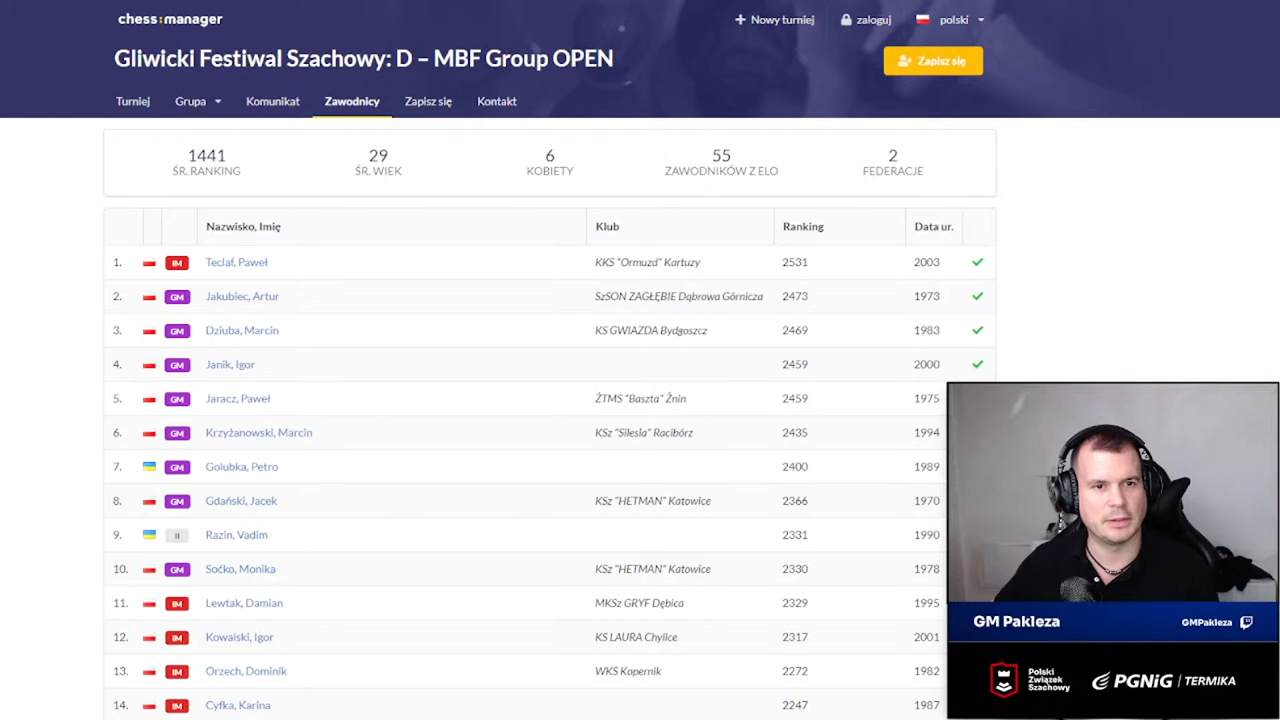 chess:manager
Nowy turniej
zaloguj
polski
Gliwicki Festiwal Szachowy: D – MBF Group OPEN
Zapisz się
Turniej Grupa Komunikat Zawodnicy Zapisz się Kontakt
1441 29 6 55 2
ŚR. RANKING ŚR. WIEK KOBIETY ZAWODNIKÓW Z ELO FEDERACJE
Nazwisko, Imię Klub Ranking Data ur.
1. IM Teclaf, Paweł KKS "Ormuzd" Kartuzy 2531 2003
2. GM Jakubiec, Artur SzSON ZAGŁĘBIE Dąbrowa Górnicza 2473 1973
3. GM Dziuba, Marcin KS GWIAZDA Bydgoszcz 2469 1983
4. GM Janik, Igor 2459 2000
5. GM Jaracz, Paweł ŻTMS "Baszta" Żnin 2459 1975
6. GM Krzyżanowski, Marcin KSz "Silesia" Racibórz 2435 1994
7. GM Golubka, Petro 2400 1989
8. GM Gdański, Jacek KSz "HETMAN" Katowice 2366 1970
9. II Razin, Vadim 2331 1990
10. GM Soćko, Monika KSz "HETMAN" Katowice 2330 1978
11. IM Lewtak, Damian MKSz GRYF Dębica 2329 1995
12. IM Kowalski, Igor KS LAURA Chylice 2317 2001
13. IM Orzech, Dominik WKS Kopernik 2272 1982
14. IM Cyfka, Karina 2247 1987
GM Pakleza
GMPakleza
Polski
Związek
Szachowy
PGNiG | TERMIKA